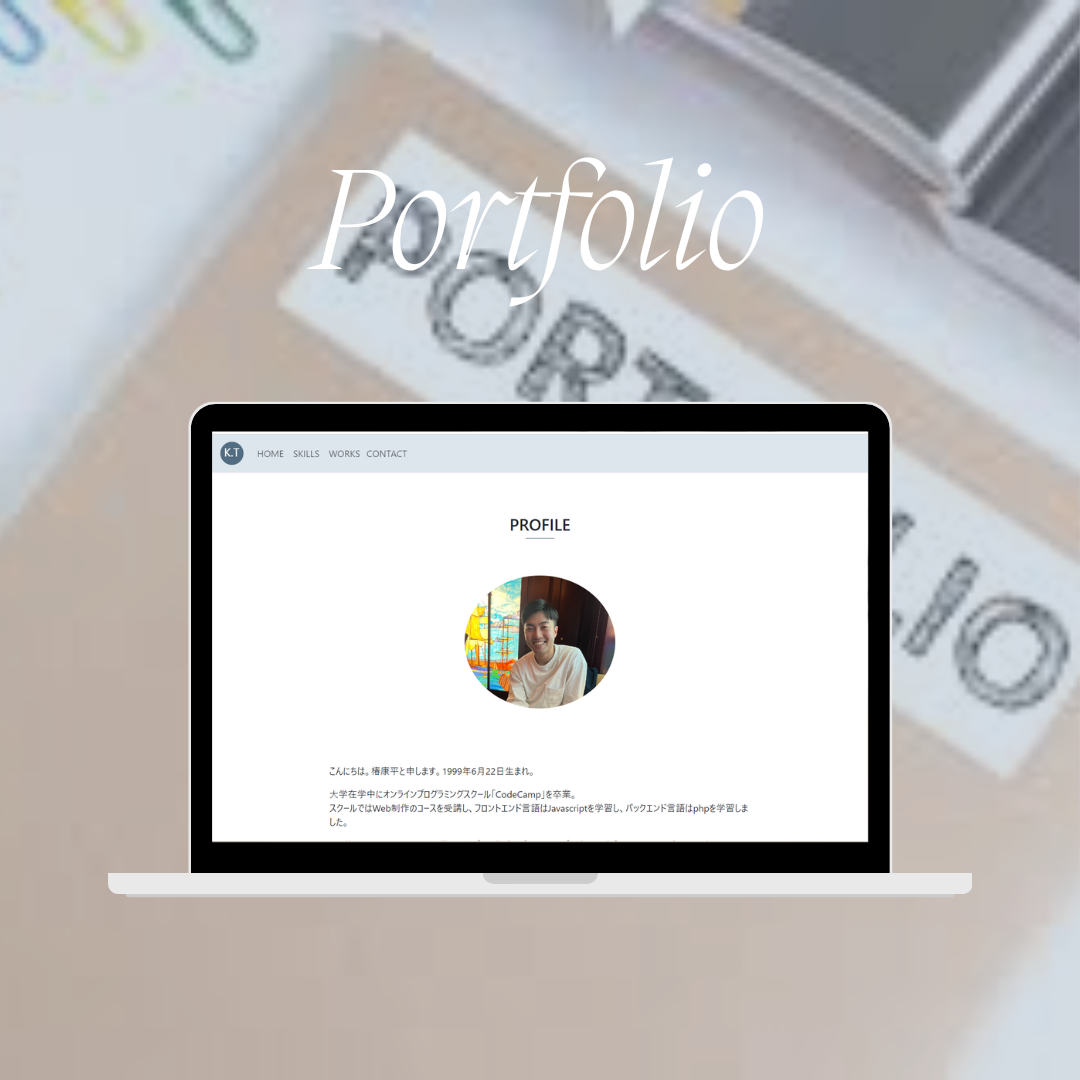 Portfolio
PORT
LIO
K.T HOME SKILLS WORKS CONTACT
PROFILE
こんにちは。椿康平と申します。1999年6月22日生まれ。
大学在学中にオンラインプログラミングスクール「CodeCamp」を卒業。
スクールではWeb制作のコースを受講し、フロントエンド言語はJavascriptを学習し、バックエンド言語はphpを学習しま
した。